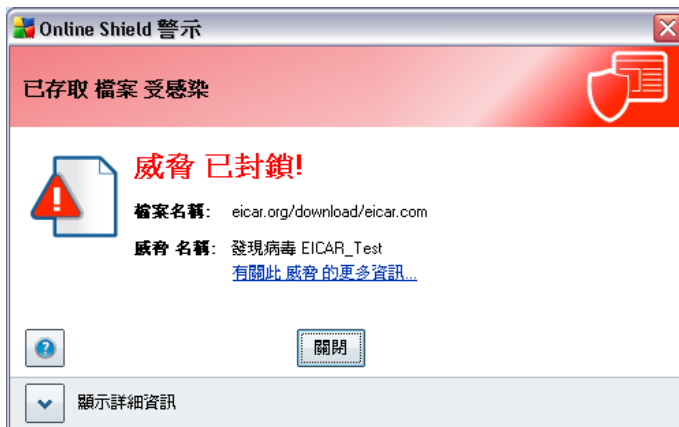 Online Shield 警示
已存取 檔案 受感染
威脅 已封鎖!
檔案名稱: eicar.org/download/eicar.com
威脅 名稱: 發現病毒 EICAR_Test
有關此 威脅 的更多資訊...
關閉
顯示詳細資訊